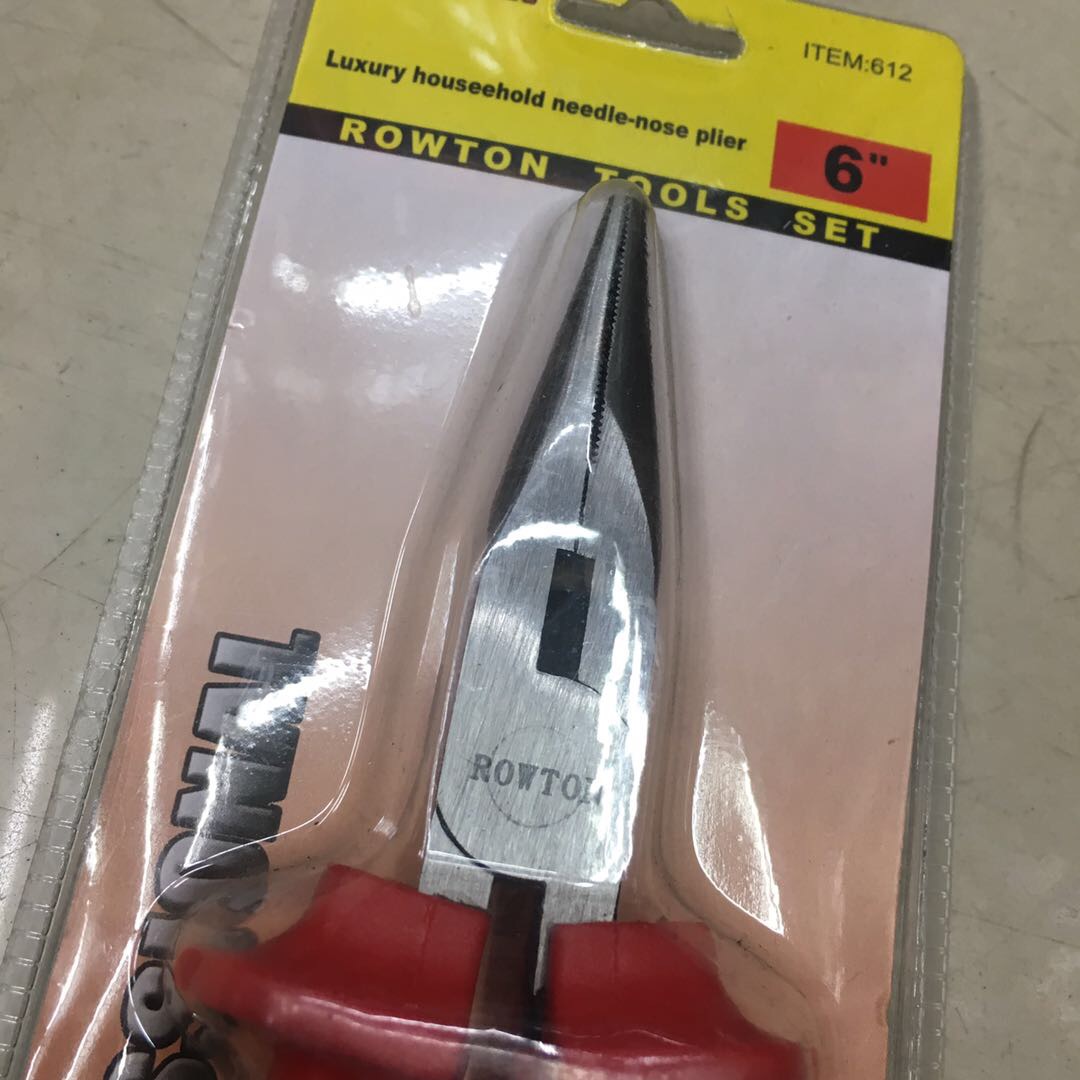 ITEM:612
Luxury houseehold needle-nose plier
6"
ROWTON TOOLS SET
ROWTON